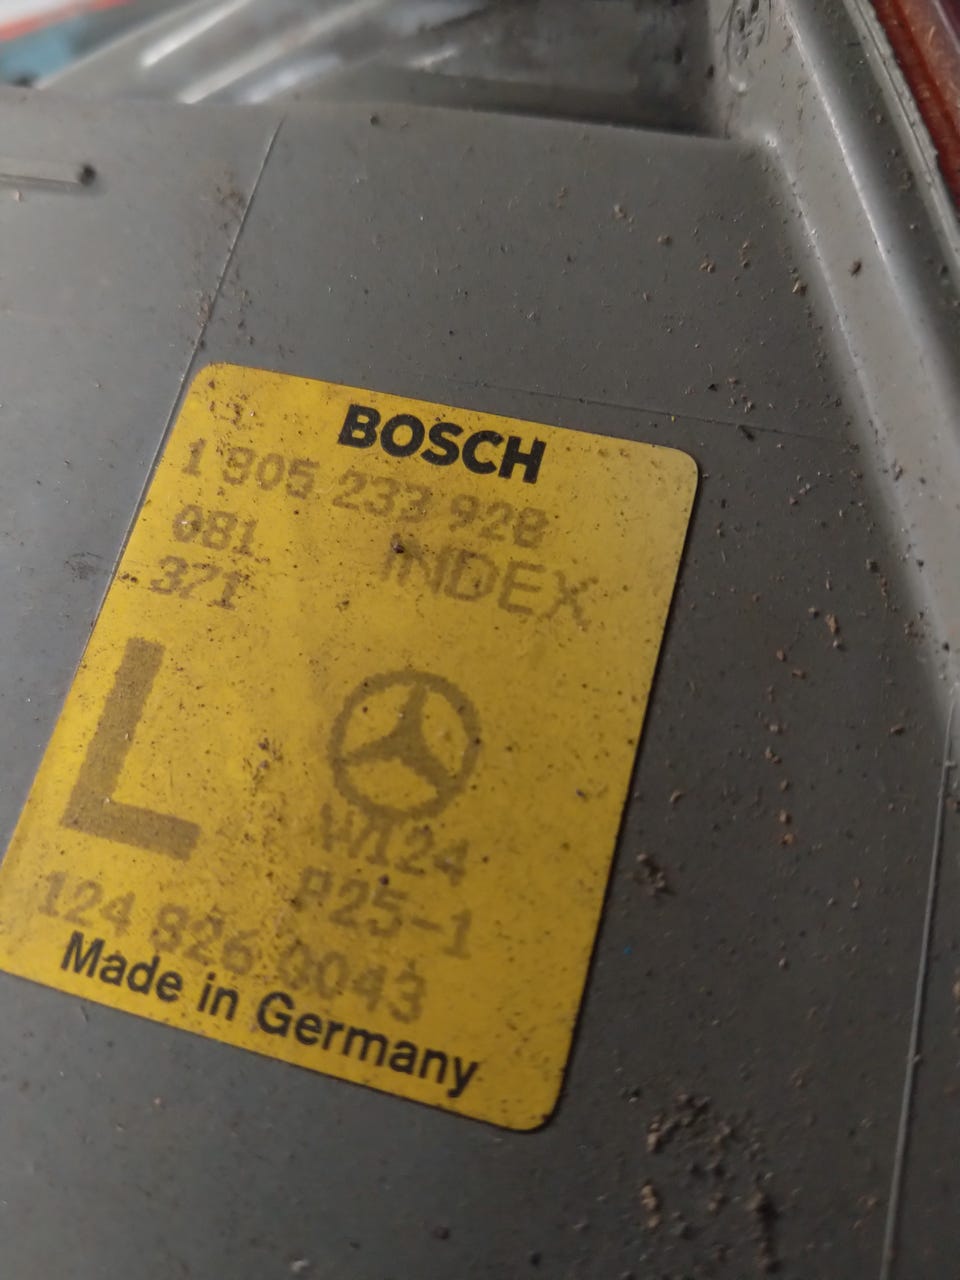 BOSCH
1 305 233 928
081
INDEX
371
L
W124
P25-1
124 826 0043
Made in Germany